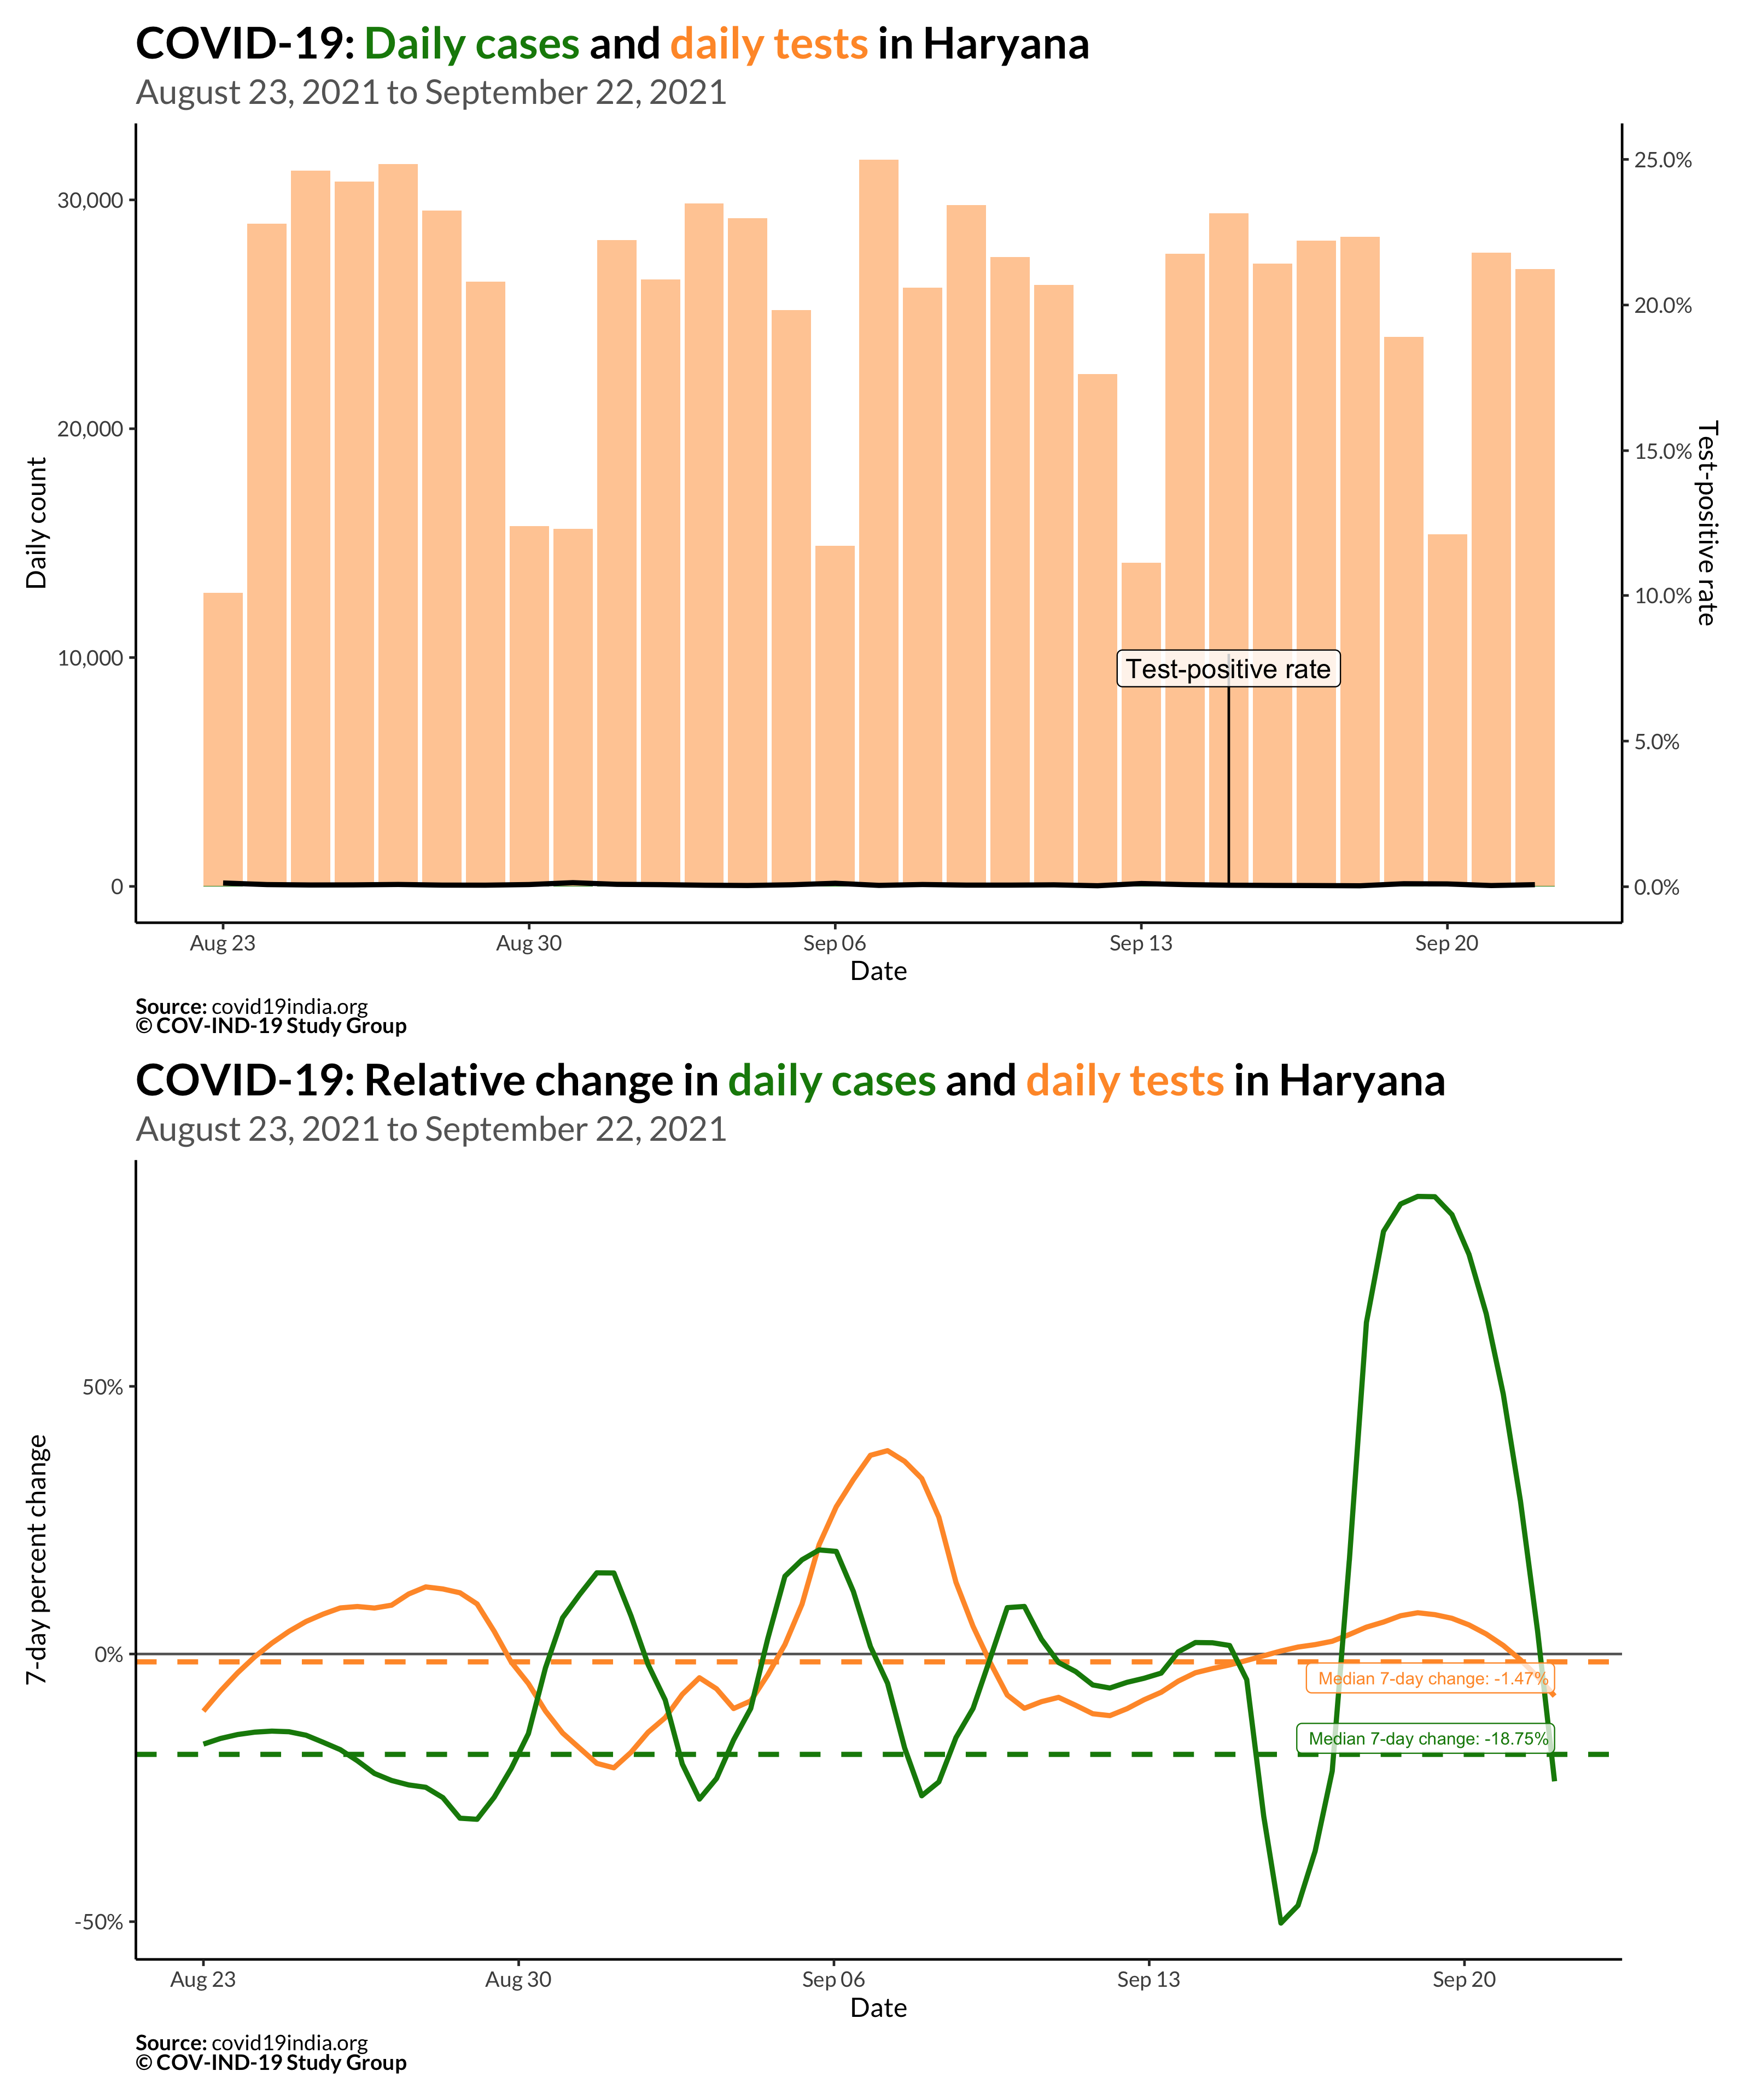 COVID-19: Daily cases and daily tests in Haryana
August 23, 2021 to September 22, 2021
Daily count
30,000
20,000
10,000
0
25.0%
20.0%
15.0%
10.0%
5.0%
0.0%
Test-positive rate
Test-positive rate
Aug 23
Aug 30
Sep 06
Sep 13
Sep 20
Date
Source: covid19india.org
© COV-IND-19 Study Group
COVID-19: Relative change in daily cases and daily tests in Haryana
August 23, 2021 to September 22, 2021
7-day percent change
50%
0%
-50%
Median 7-day change: -1.47%
Median 7-day change: -18.75%
Aug 23
Aug 30
Sep 06
Sep 13
Sep 20
Date
Source: covid19india.org
© COV-IND-19 Study Group